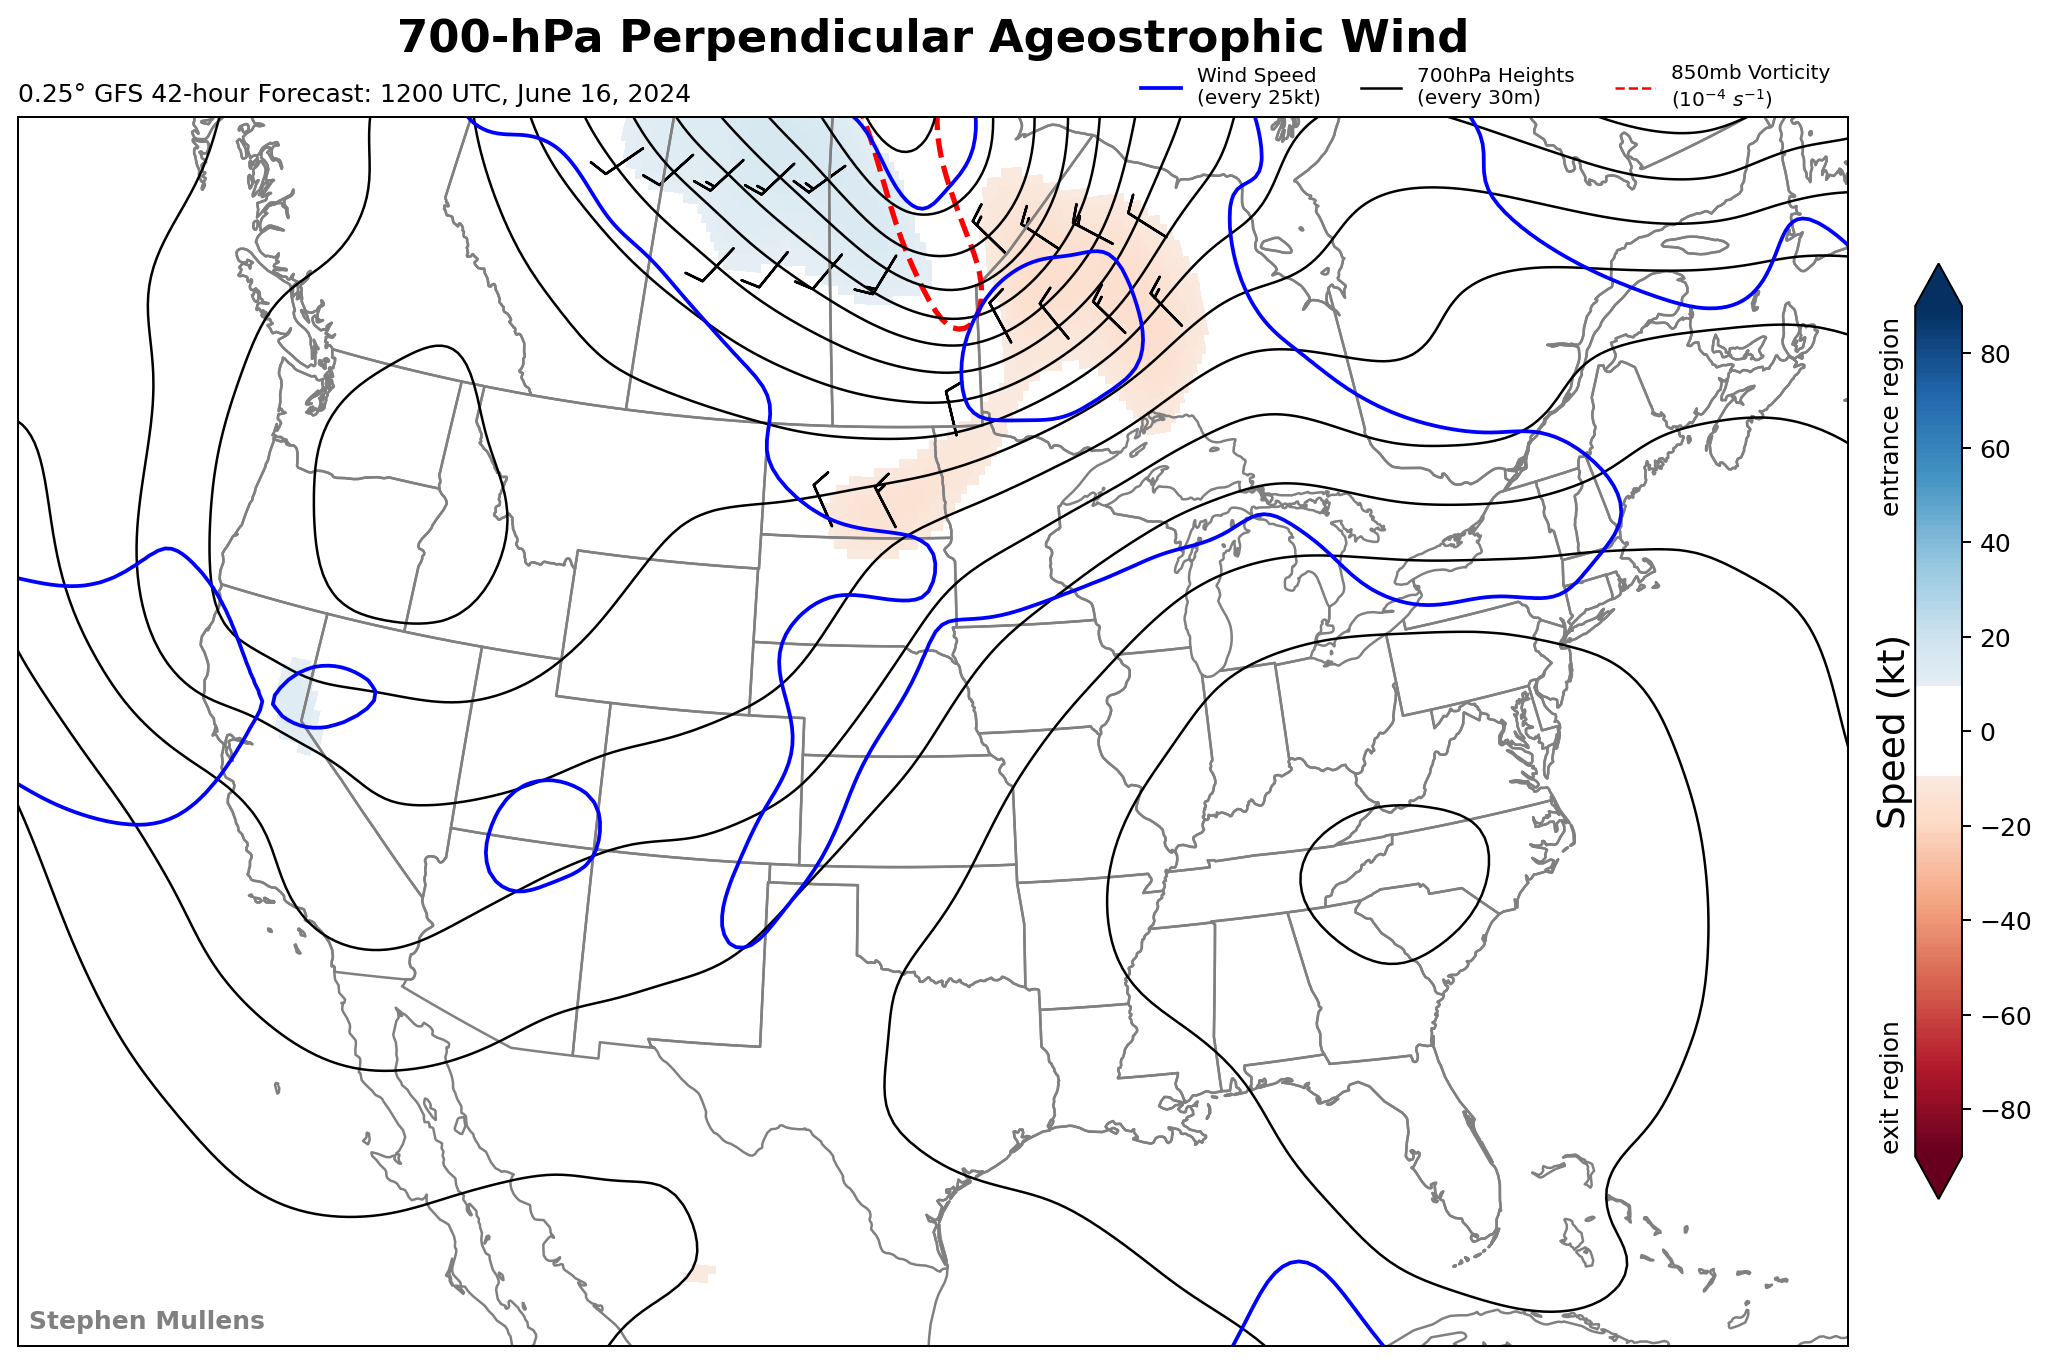 700-hPa Perpendicular Ageostrophic Wind
0.25° GFS 42-hour Forecast: 1200 UTC, June 16, 2024
Wind Speed
(every 25kt)
700hPa Heights
(every 30m)
850mb Vorticity
(10⁻⁴ s⁻¹)
entrance region
Speed (kt)
exit region
80
60
40
20
0
−20
−40
−60
−80
Stephen Mullens